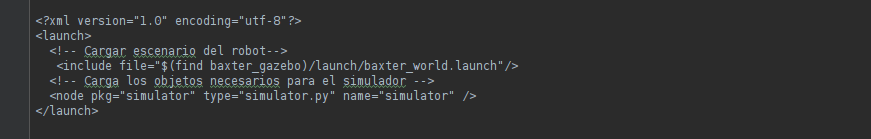 <?xml version="1.0" encoding="utf-8"?>
<launch>
<!-- Cargar escenario del robot-->
<include file="$(find baxter_gazebo)/launch/baxter_world.launch"/>
<!-- Carga los objetos necesarios para el simulador -->
<node pkg="simulator" type="simulator.py" name="simulator" />
</launch>